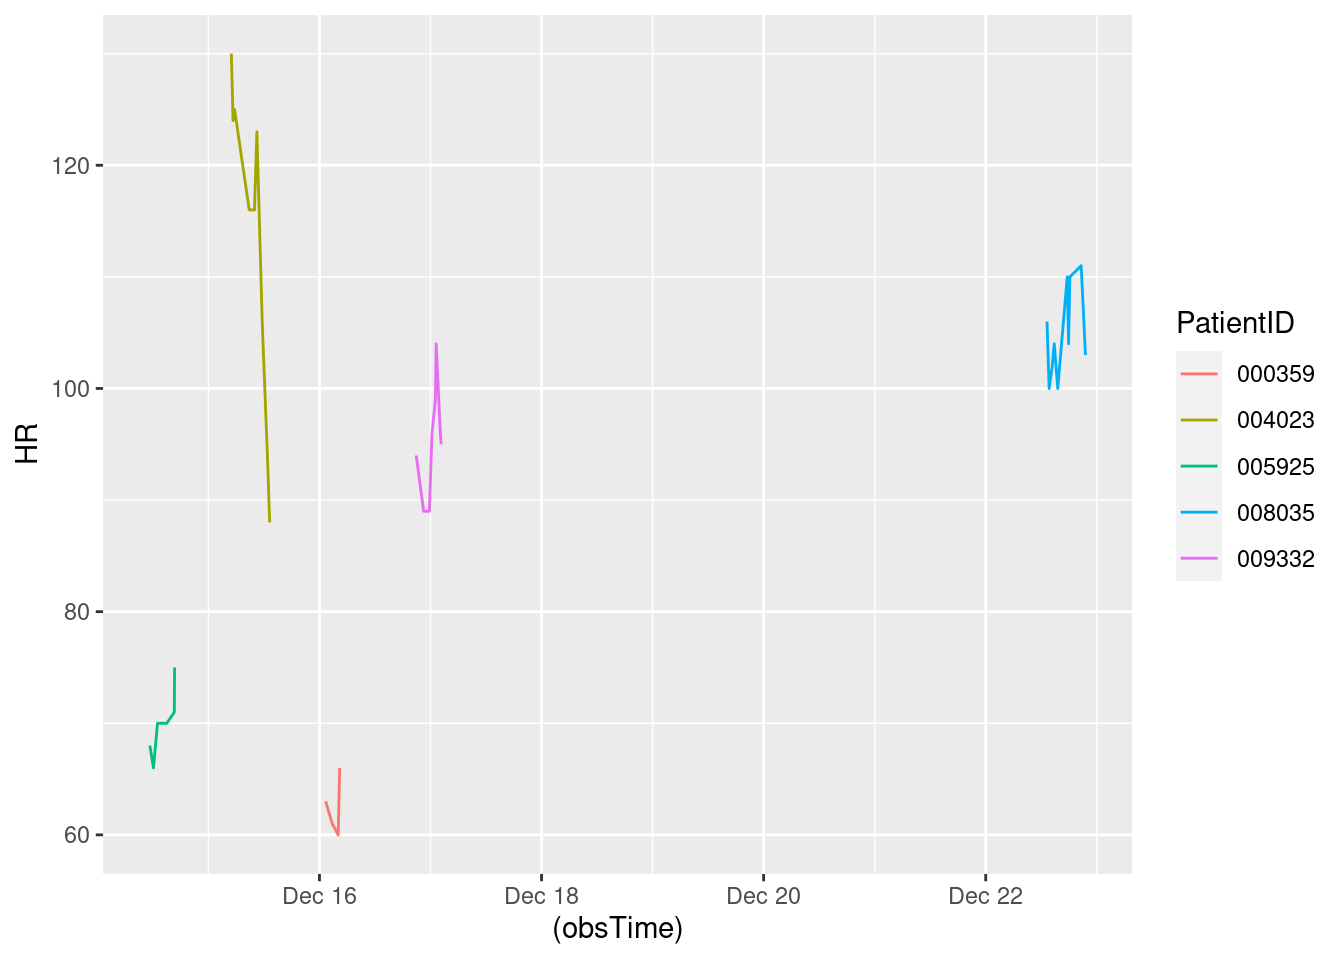 120
100
80
60
HR
Dec 16
Dec 18
Dec 20
Dec 22
(obsTime)
PatientID
000359
004023
005925
008035
009332